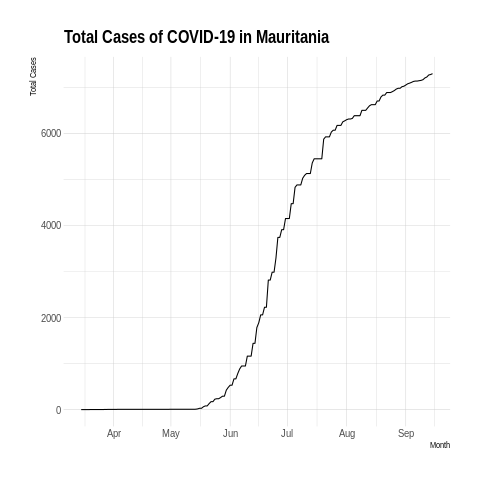 Total Cases of COVID-19 in Mauritania
Total Cases
6000
4000
2000
0
Apr May Jun Jul Aug Sep
Month